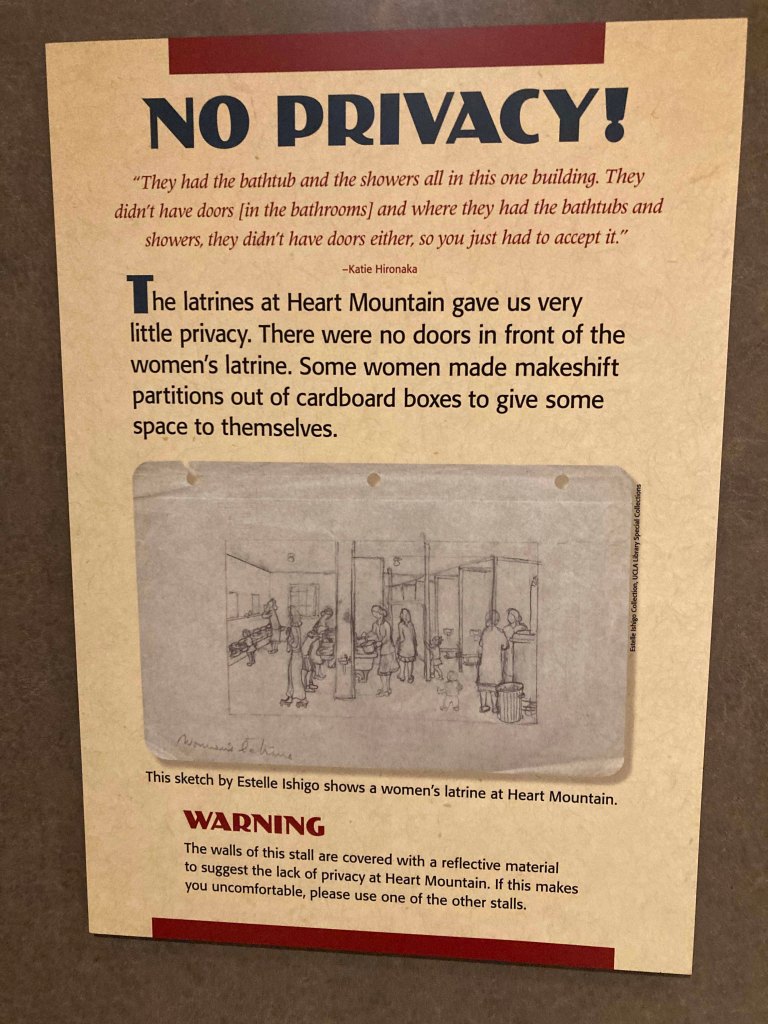 NO PRIVACY!
“They had the bathtub and the showers all in this one building. They
didn’t have doors [in the bathrooms] and where they had the bathtubs and
showers, they didn’t have doors either, so you just had to accept it.”
–Katie Hironaka
The latrines at Heart Mountain gave us very
little privacy. There were no doors in front of the
women’s latrine. Some women made makeshift
partitions out of cardboard boxes to give some
space to themselves.
Estelle Ishigo Collection, UCLA Library Special Collections
Women's Latrine
This sketch by Estelle Ishigo shows a women’s latrine at Heart Mountain.
WARNING
The walls of this stall are covered with a reflective material
to suggest the lack of privacy at Heart Mountain. If this makes
you uncomfortable, please use one of the other stalls.